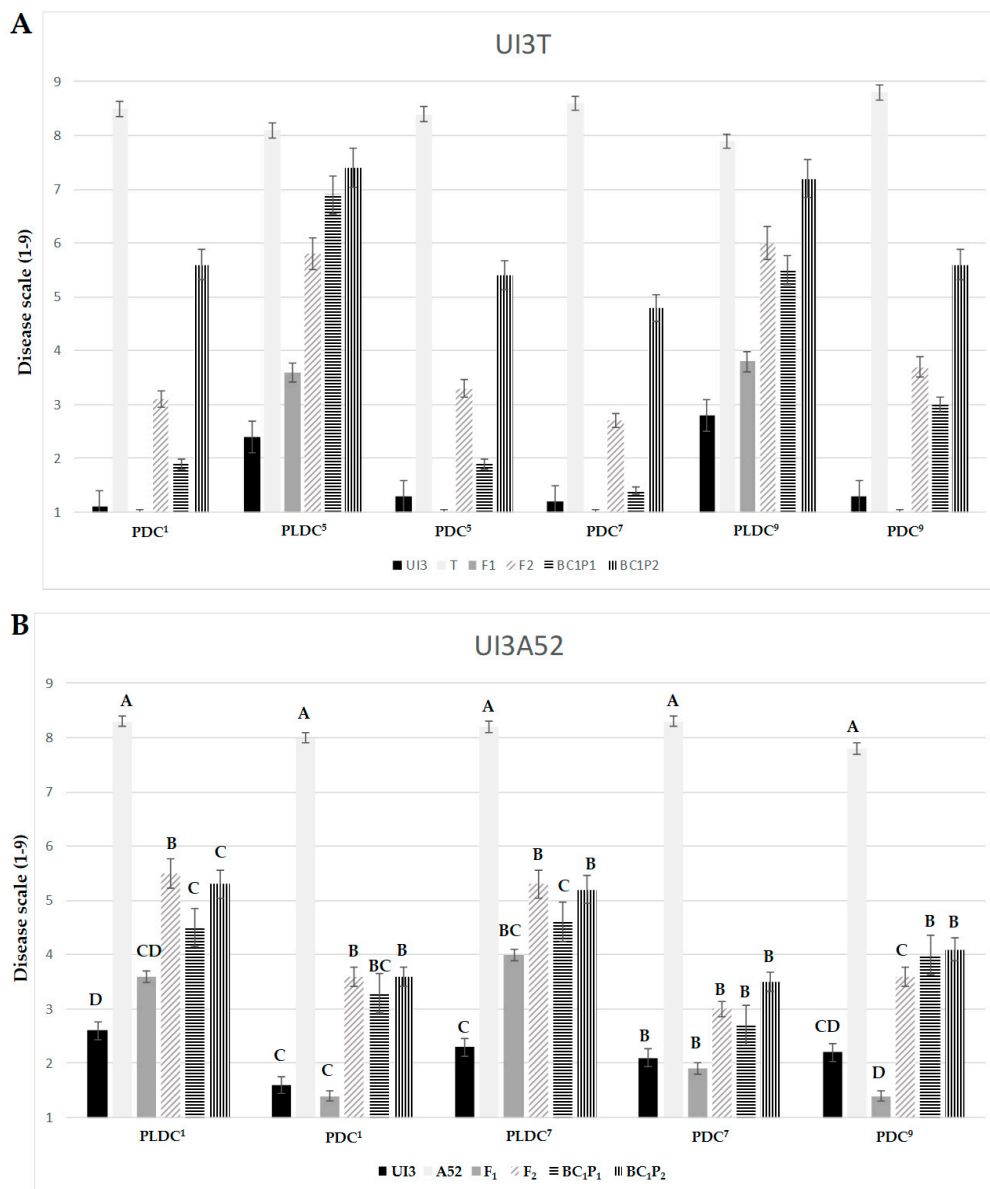 A
UI3T
Disease scale (1-9)
9
8
7
6
5
4
3
2
1
PDC¹ PLDC⁵ PDC⁵ PDC⁷ PLDC⁹ PDC⁹
UI3 T F1 F2 BC1P1 BC1P2
B
UI3A52
Disease scale (1-9)
9
8
7
6
5
4
3
2
1
D A CD B C C
C A C B BC B
C A BC B C B
B A B B B B
CD A D C B B
PLDC¹ PDC¹ PLDC⁷ PDC⁷ PDC⁹
UI3 A52 F₁ F₂ BC₁P₁ BC₁P₂